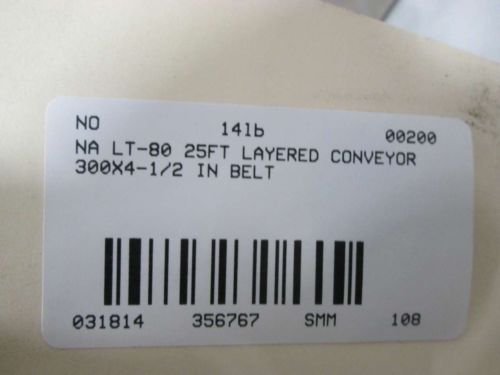 NO 14lb 00200
NA LT-80 25FT LAYERED CONVEYOR
300X4-1/2 IN BELT
031814 356767 SMM 108